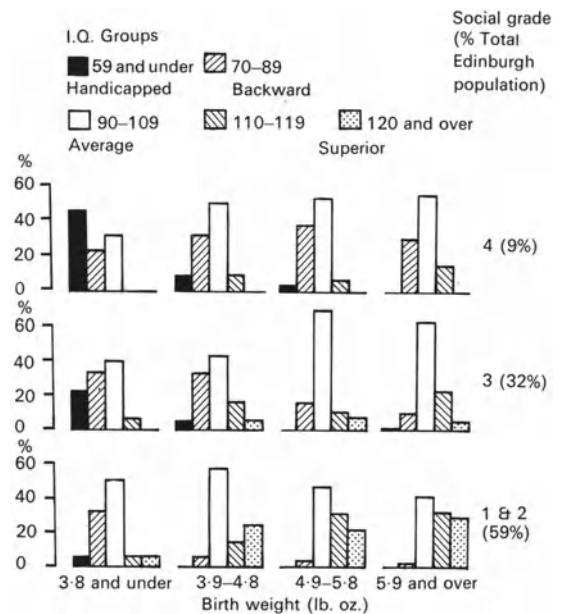 Social grade
(% Total
Edinburgh
population)
I.Q. Groups
59 and under
70–89
Handicapped
Backward
90–109
110–119
120 and over
Average
Superior
%
60
40
20
0
4 (9%)
%
60
40
20
0
3 (32%)
60
40
20
0
1 & 2
(59%)
3·8 and under
3·9–4·8
4·9–5·8
5·9 and over
Birth weight (lb. oz.)